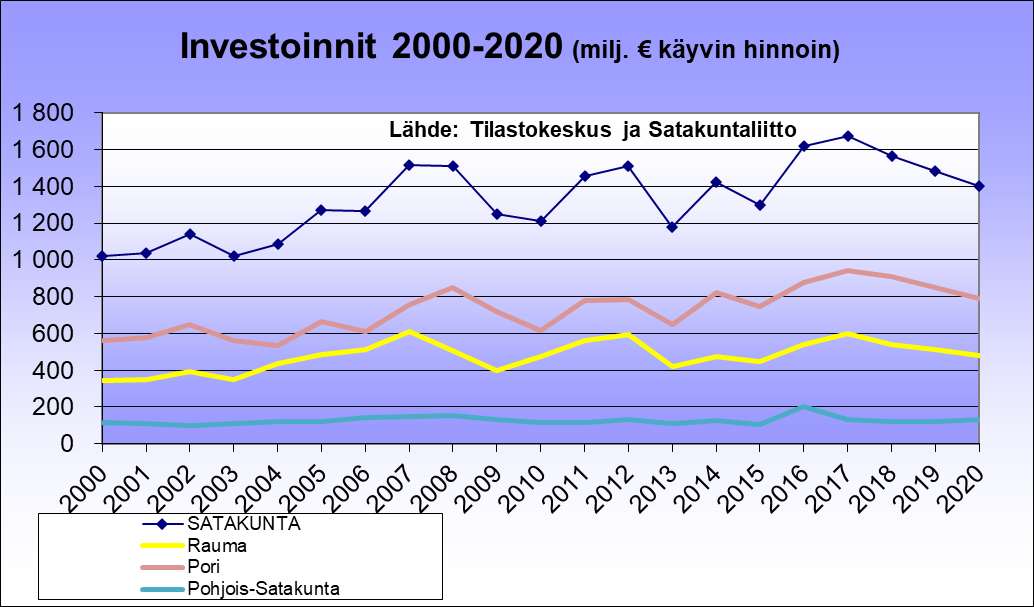 Investoinnit 2000-2020 (milj. € käyvin hinnoin)
Lähde: Tilastokeskus ja Satakuntaliitto
1 800
1 600
1 400
1 200
1 000
800
600
400
200
0
2000 2001 2002 2003 2004 2005 2006 2007 2008 2009 2010 2011 2012 2013 2014 2015 2016 2017 2018 2019 2020
SATAKUNTA
Rauma
Pori
Pohjois-Satakunta